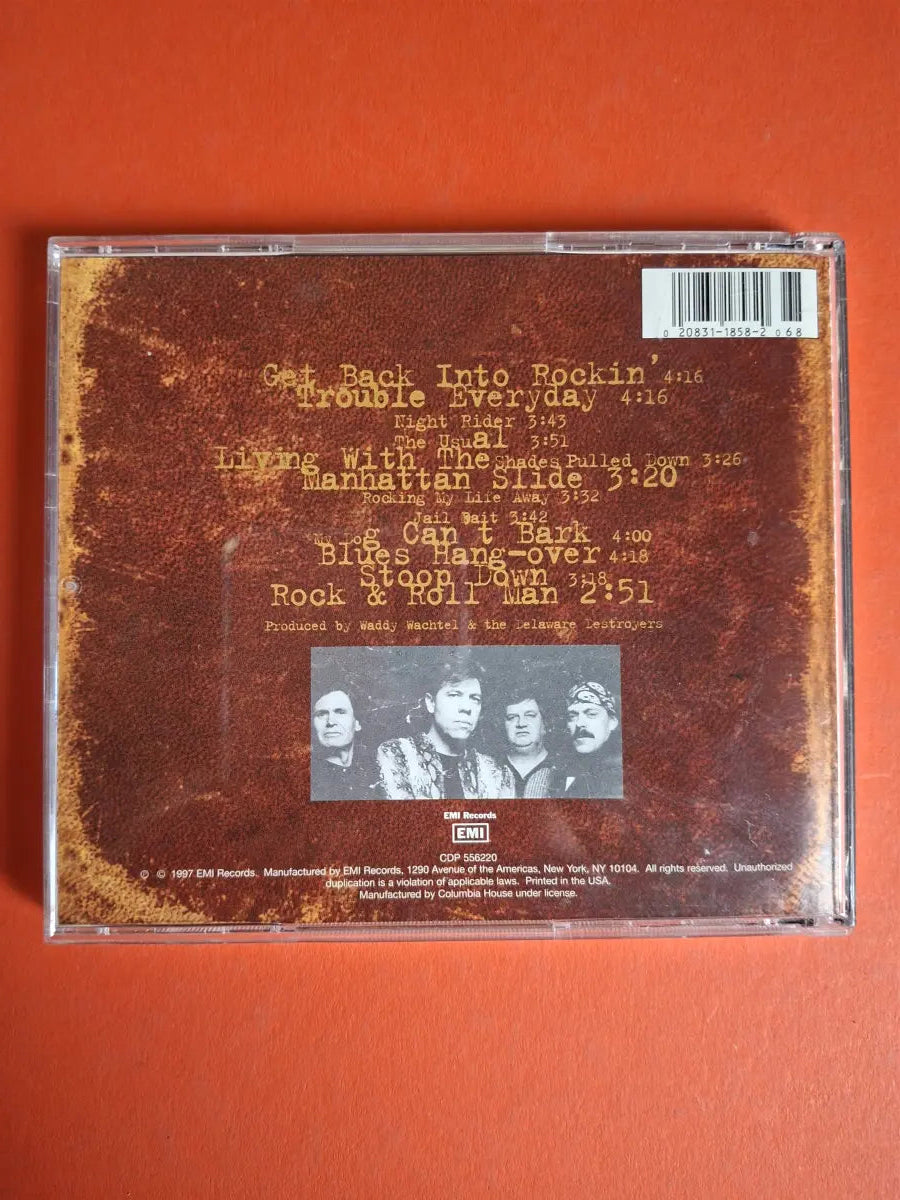 0 20831-1858-2 0 6 8
Get Back Into Rockin' 4:16
Trouble Everyday 4:16
Night Rider 3:43
The Usual 3:51
Living With The Shades Pulled Down 3:26
Manhattan Slide 3:20
Rocking My Life Away 3:32
Jail Bait 3:42
My Dog Can't Bark 4:00
Blues Hang-over 4:18
Stoop Down 3:18
Rock & Roll Man 2:51
Produced by Waddy Wachtel & the Delaware Destroyers
EMI Records
EMI
CDP 556220
℗ © 1997 EMI Records. Manufactured by EMI Records, 1290 Avenue of the Americas, New York, NY 10104. All rights reserved. Unauthorized
duplication is a violation of applicable laws. Printed in the USA.
Manufactured by Columbia House under license.